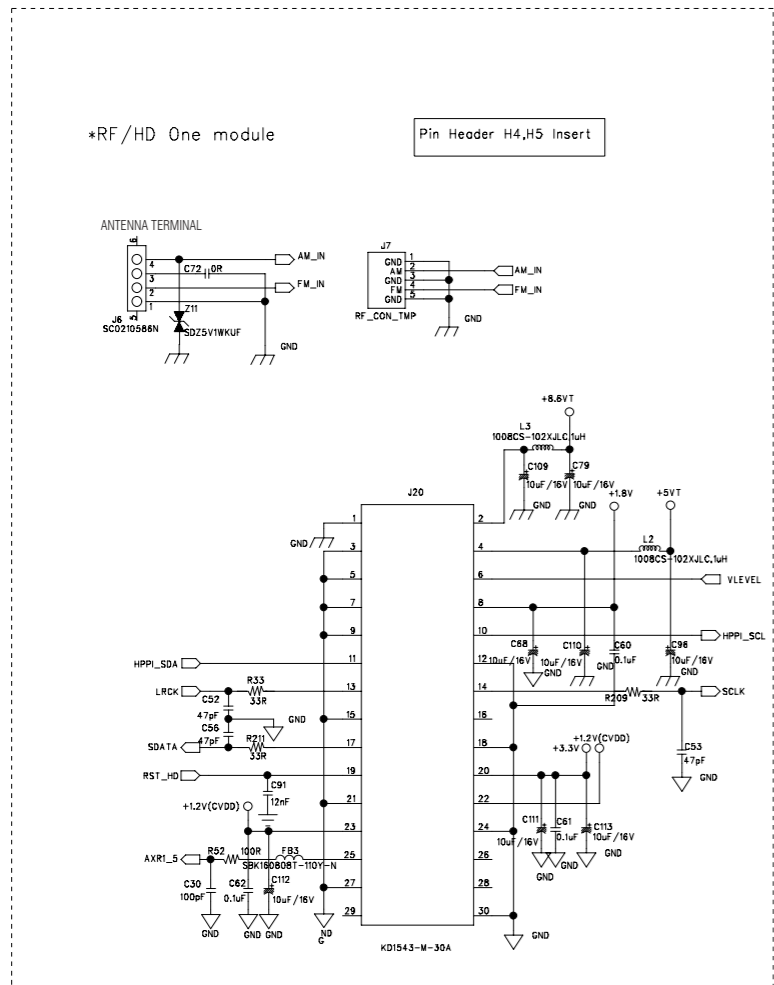 *RF/HD One module
Pin Header H4,H5 Insert
ANTENNA TERMINAL
6
4
3
2
1
5
J6
SC0210586N
C72
0R
AM_IN
FM_IN
Z11
SDZ5V1WKUF
GND
J7
GND 1
AM 2
GND 3
FM 4
GND 5
RF_CON_TMP
AM_IN
FM_IN
GND
+8.6VT
L3
1008CS-102XJLC,1uH
C109
10uF/16V
C79
10uF/16V
GND
GND
+1.8V
+5VT
L2
1008CS-102XJLC,1uH
VLEVEL
HPPI_SCL
C68
10uF/16V
GND
C110
10uF/16V
C60
0.1uF
GND
C96
10uF/16V
GND
J20
1
2
3
4
5
6
7
8
9
10
11
12
13
14
15
16
17
18
19
20
21
22
23
24
25
26
27
28
29
30
KD1543-M-30A
GND
HPPI_SDA
LRCK
R33
33R
C52
47pF
C56
47pF
GND
SDATA
R211
33R
RST_HD
C91
12nF
+1.2V(CVDD)
AXR1_5
R52
100R
FB3
SBK160808T-110Y-N
C30
100pF
C62
0.1uF
C112
10uF/16V
GND
GND
GND
ND
G
R209
33R
SCLK
C53
47pF
GND
+1.2V(CVDD)
+3.3V
C111
10uF/16V
C61
0.1uF
C113
10uF/16V
GND
GND
GND
GND